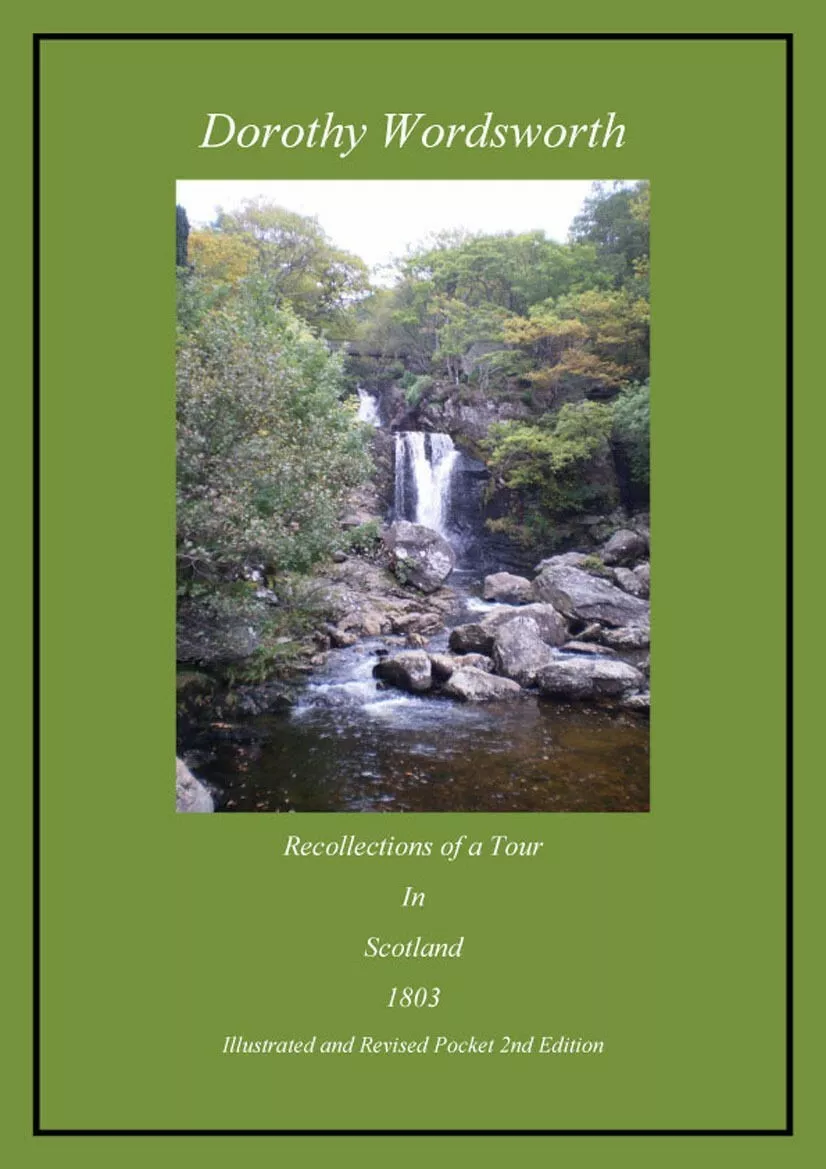 Dorothy Wordsworth
Recollections of a Tour
In
Scotland
1803
Illustrated and Revised Pocket 2nd Edition